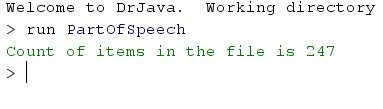 Welcome to DrJava.  Working directory
> run PartOfSpeech
Count of items in the file is 247
>